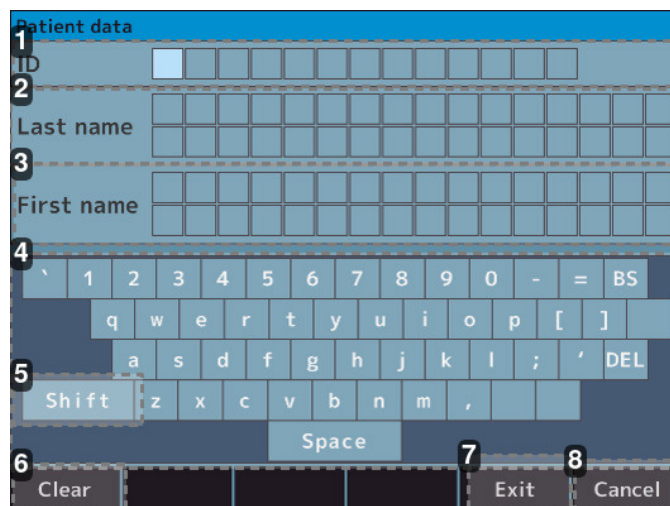 Patient data
1
ID
2
Last name
3
First name
4
` 1 2 3 4 5 6 7 8 9 0 - = BS
q w e r t y u i o p [ ]
a s d f g h j k l ; ‘ DEL
5
Shift z x c v b n m ,
Space
6 7 8
Clear Exit Cancel